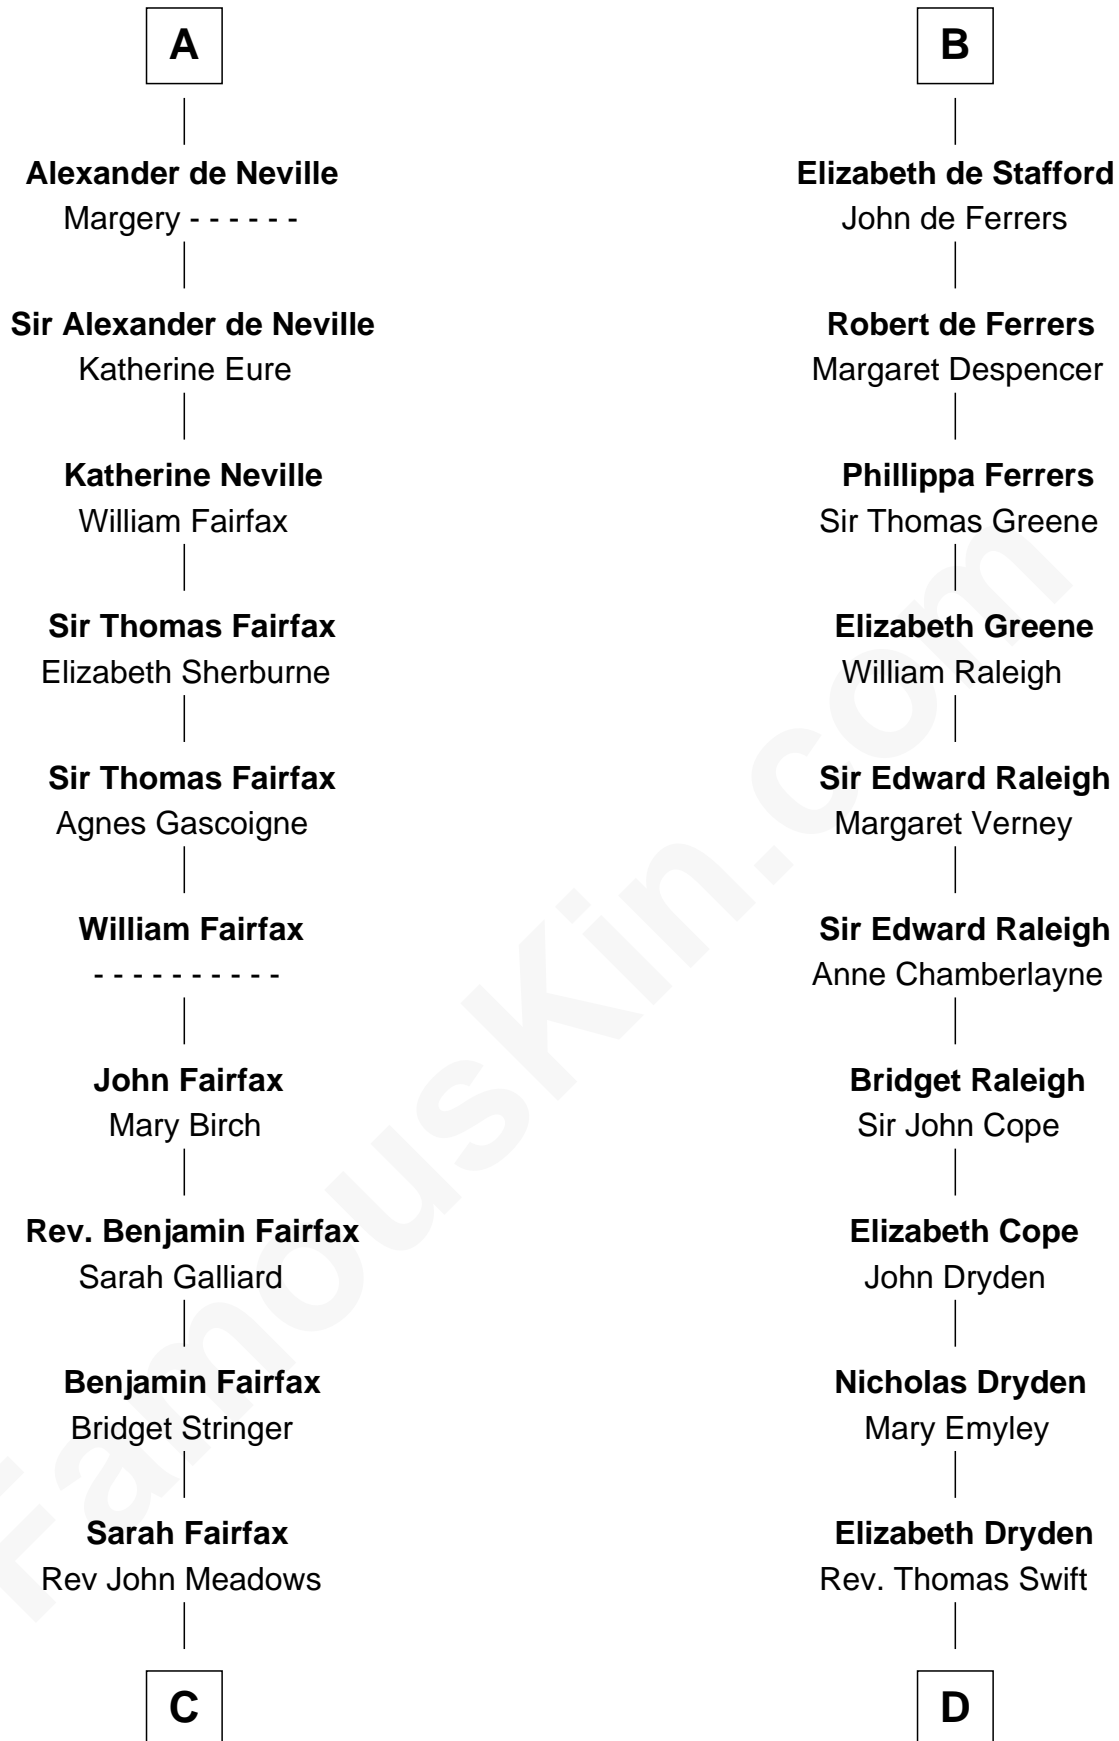 A
Alexander de Neville
Margery - - - - - -
Sir Alexander de Neville
Katherine Eure
Katherine Neville
William Fairfax
Sir Thomas Fairfax
Elizabeth Sherburne
Sir Thomas Fairfax
Agnes Gascoigne
William Fairfax
- - - - - - - - - -
John Fairfax
Mary Birch
Rev. Benjamin Fairfax
Sarah Galliard
Benjamin Fairfax
Bridget Stringer
Sarah Fairfax
Rev John Meadows
C
B
Elizabeth de Stafford
John de Ferrers
Robert de Ferrers
Margaret Despencer
Phillippa Ferrers
Sir Thomas Greene
Elizabeth Greene
William Raleigh
Sir Edward Raleigh
Margaret Verney
Sir Edward Raleigh
Anne Chamberlayne
Bridget Raleigh
Sir John Cope
Elizabeth Cope
John Dryden
Nicholas Dryden
Mary Emyley
Elizabeth Dryden
Rev. Thomas Swift
D
FamousKin.com